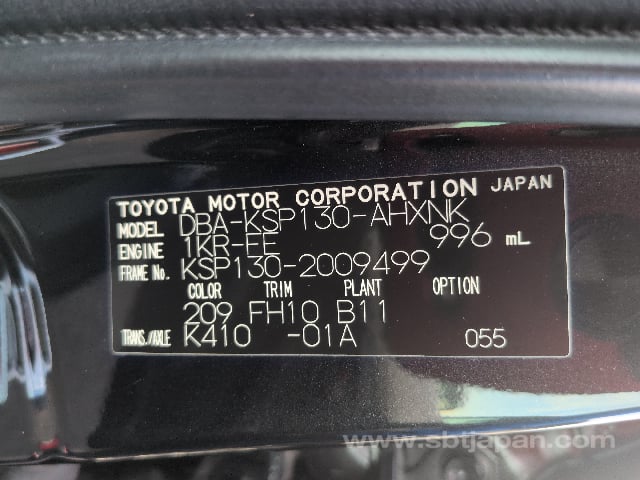 TOYOTA MOTOR CORPORATION JAPAN
MODEL DBA-KSP130-AHXNK
ENGINE 1KR-FE 996 mL
FRAME No. KSP130-2009499
COLOR TRIM PLANT OPTION
209 FH10 B11
TRANS./AXLE K410 -01A 055
www.sbtjapan.com